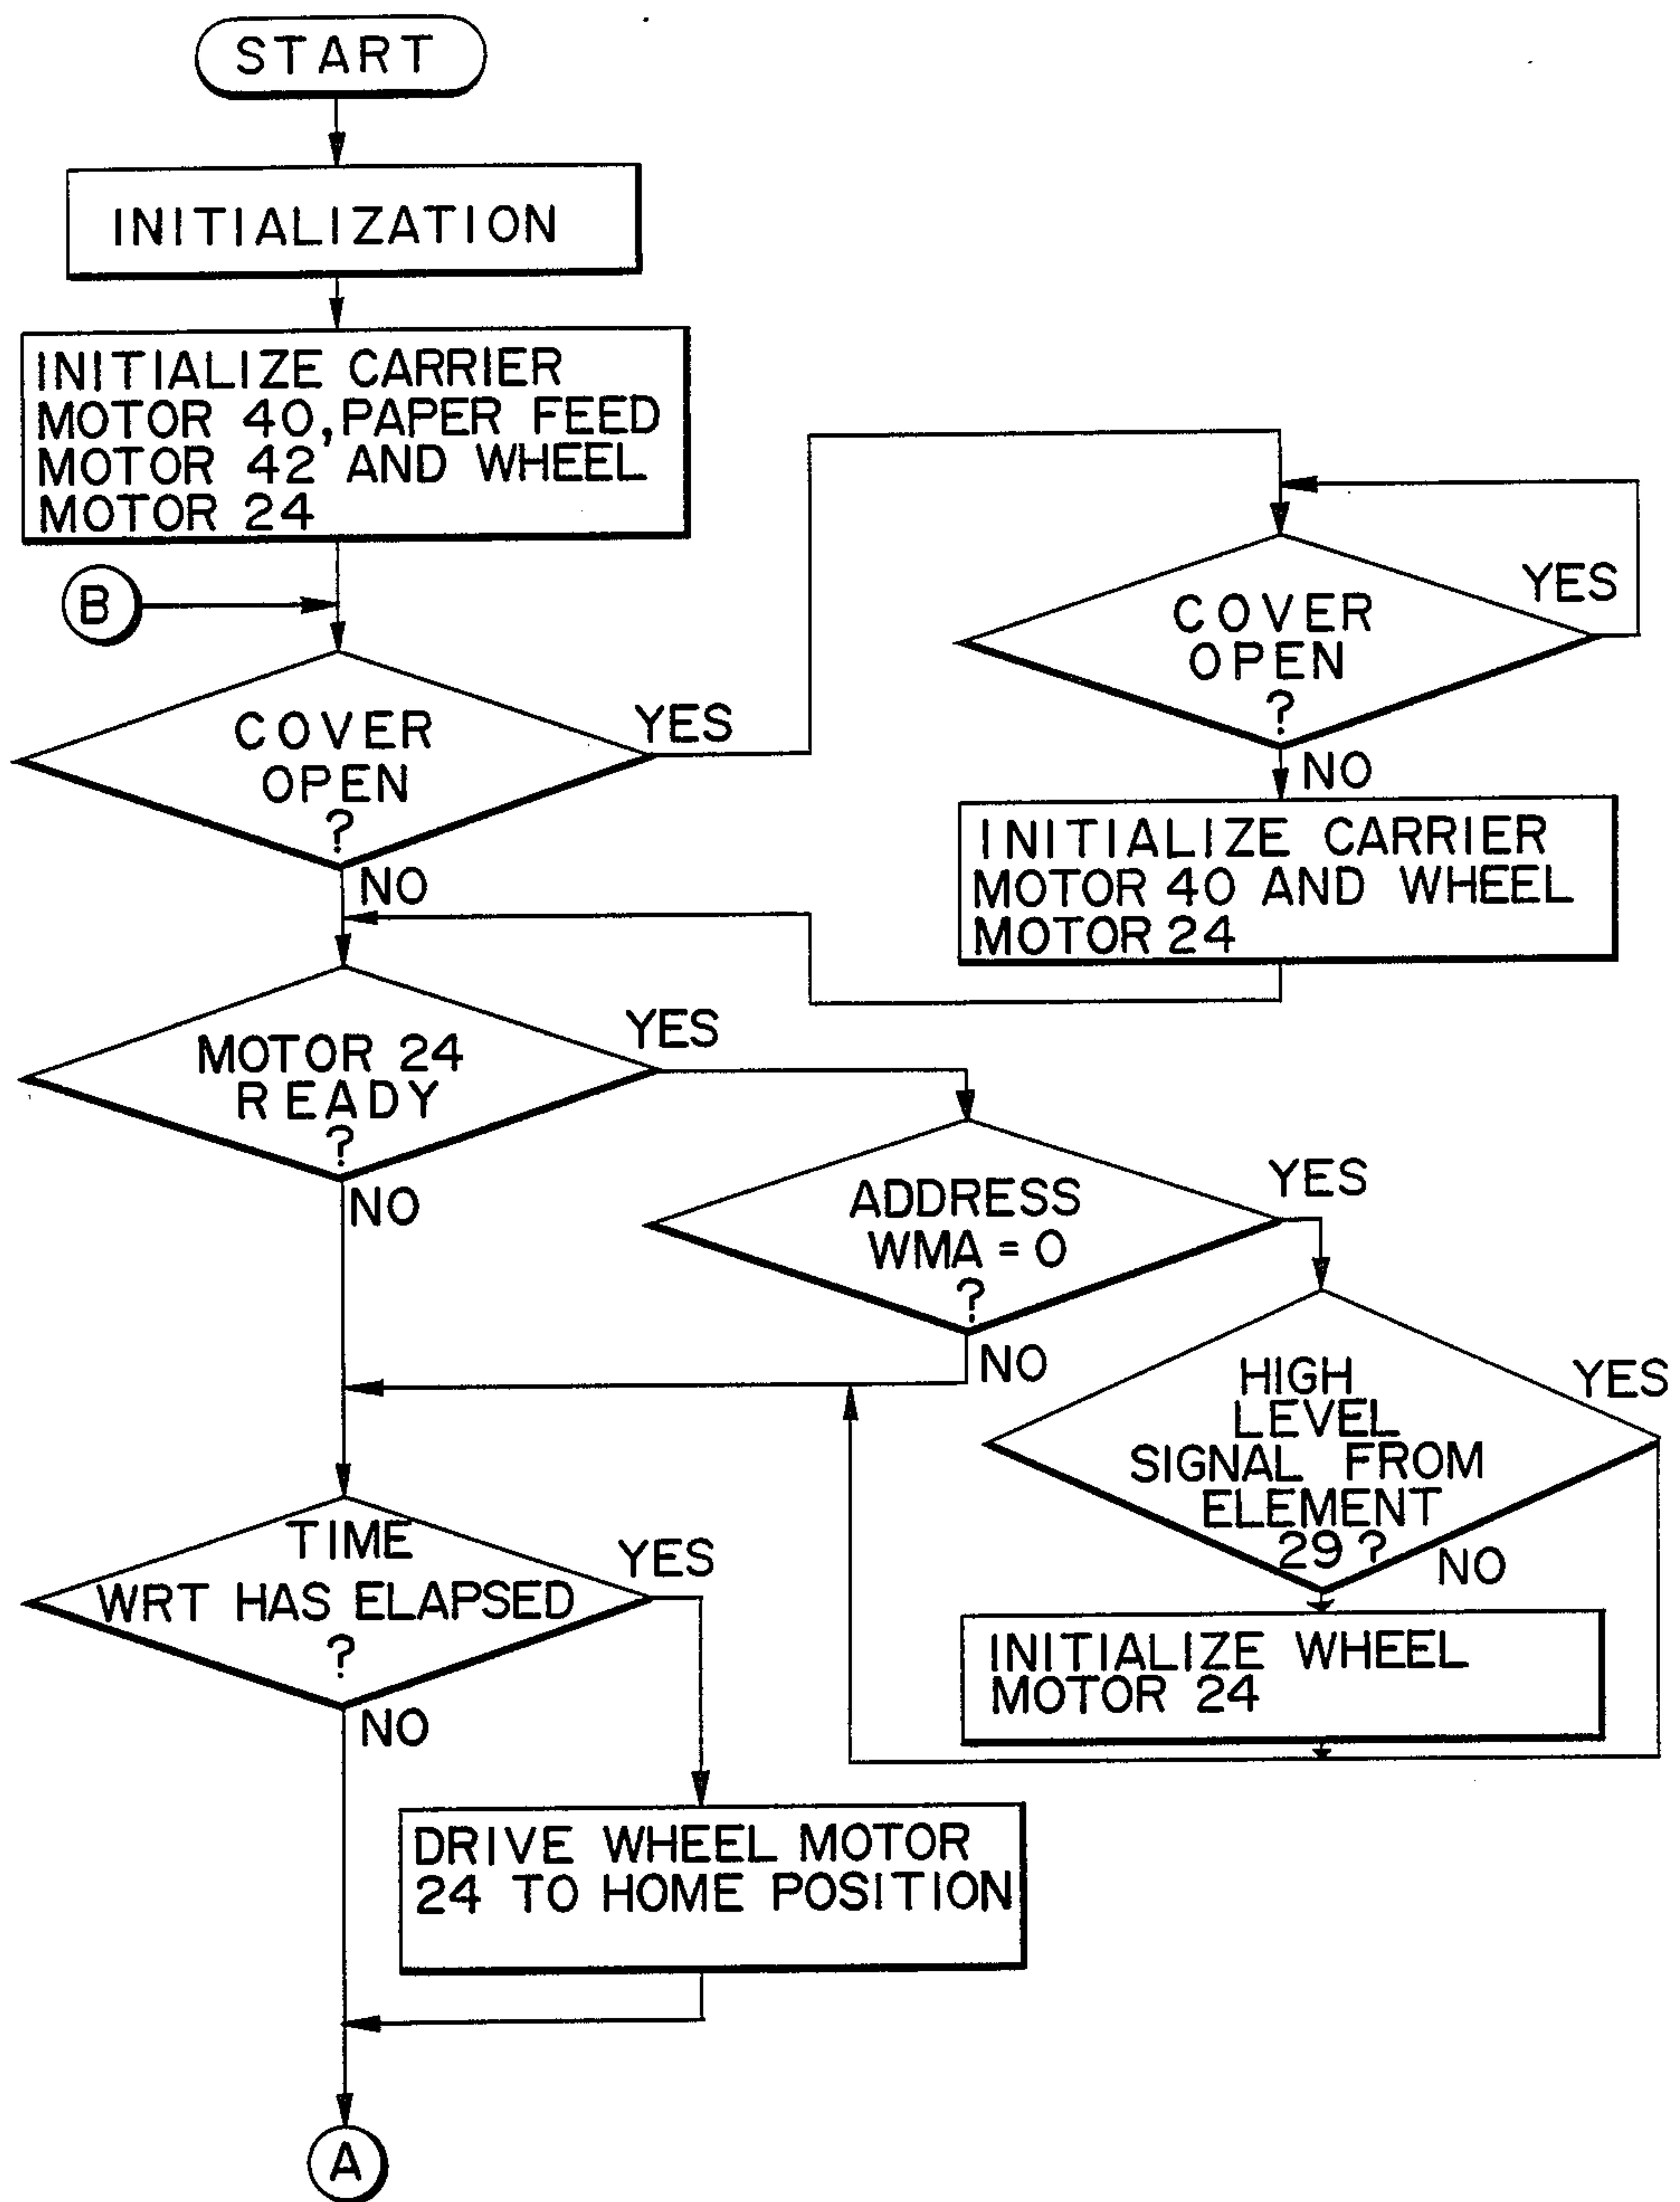 START
INITIALIZATION
INITIALIZE CARRIER
MOTOR 40, PAPER FEED
MOTOR 42 AND WHEEL
MOTOR 24
B
COVER
OPEN
?
YES
NO
COVER
OPEN
?
YES
NO
INITIALIZE CARRIER
MOTOR 40 AND WHEEL
MOTOR 24
MOTOR 24
READY
?
YES
NO
ADDRESS
WMA = 0
?
YES
NO
HIGH
LEVEL
SIGNAL FROM
ELEMENT
29 ?
YES
NO
INITIALIZE WHEEL
MOTOR 24
TIME
WRT HAS ELAPSED
?
YES
NO
DRIVE WHEEL MOTOR
24 TO HOME POSITION
A